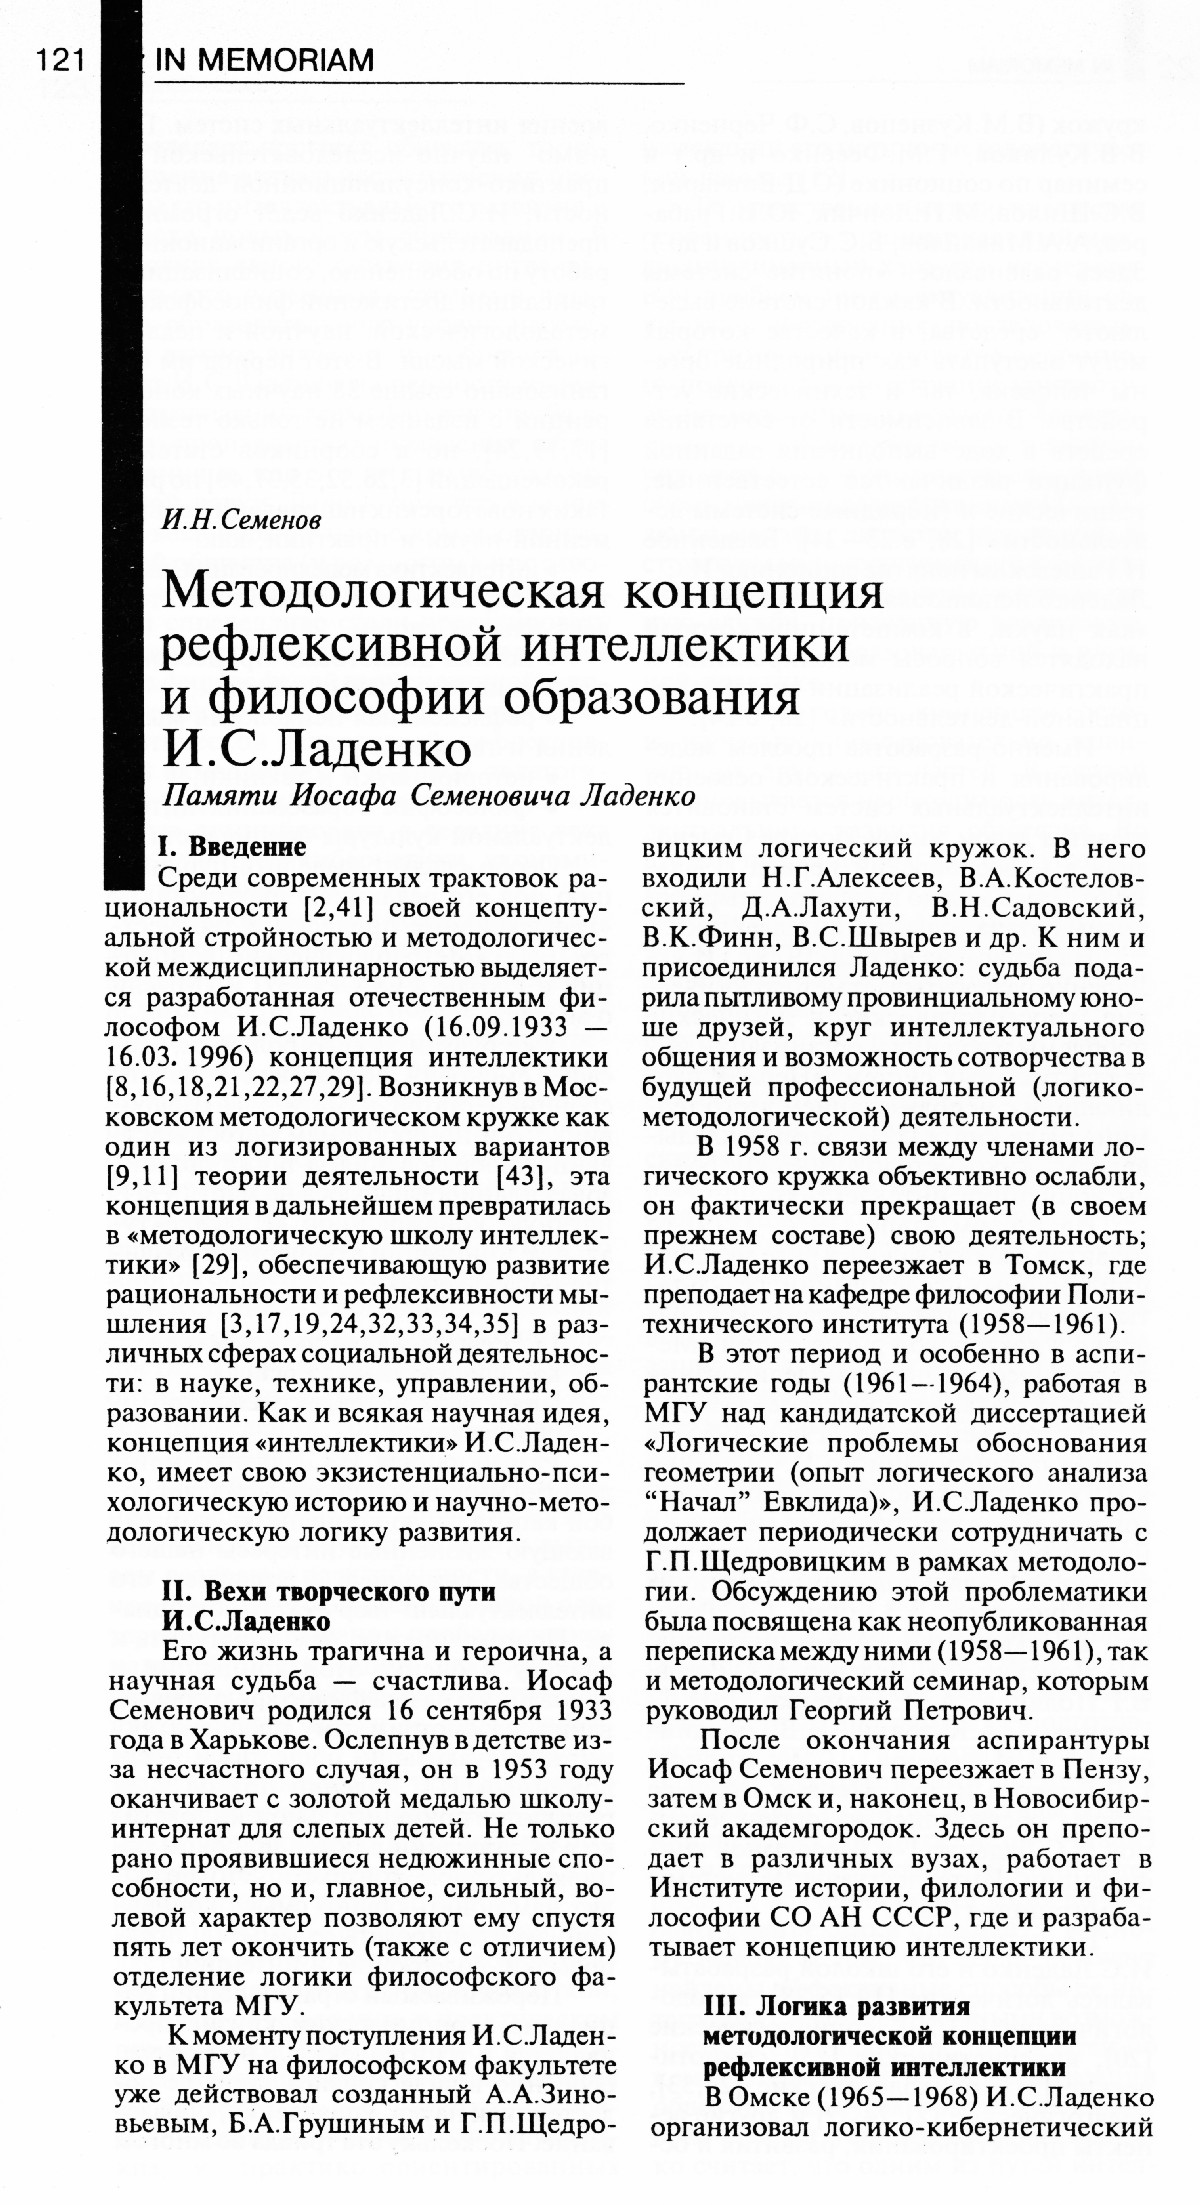 121
IN MEMORIAM
И.Н.Семенов
Методологическая концепция
рефлексивной интеллектики
и философии образования
И.С.Ладенко
Памяти Иосафа Семеновича Ладенко
I. Введение
Среди современных трактовок ра-
циональности [2,41] своей концепту-
альной стройностью и методологичес-
кой междисциплинарностью выделяет-
ся разработанная отечественным фи-
лософом И.С.Ладенко (16.09.1933 —
16.03. 1996) концепция интеллектики
[8,16,18,21,22,27,29]. Возникнув в Мос-
ковском методологическом кружке как
один из логизированных вариантов
[9,11] теории деятельности [43], эта
концепция в дальнейшем превратилась
в «методологическую школу интеллек-
тики» [29], обеспечивающую развитие
рациональности и рефлексивности мы-
шления [3,17,19,24,32,33,34,35] в раз-
личных сферах социальной деятельнос-
ти: в науке, технике, управлении, об-
разовании. Как и всякая научная идея,
концепция «интеллектики» И.С.Ладен-
ко, имеет свою экзистенциально-пси-
хологическую историю и научно-мето-
дологическую логику развития.
II. Вехи творческого пути
И.С.Ладенко
Его жизнь трагична и героична, а
научная судьба — счастлива. Иосаф
Семенович родился 16 сентября 1933
года в Харькове. Ослепнув в детстве из-
за несчастного случая, он в 1953 году
оканчивает с золотой медалью школу-
интернат для слепых детей. Не только
рано проявившиеся недюжинные спо-
собности, но и, главное, сильный, во-
левой характер позволяют ему спустя
пять лет окончить (также с отличием)
отделение логики философского фа-
культета МГУ.
К моменту поступления И.С.Ладен-
ко в МГУ на философском факультете
уже действовал созданный А.А.Зино-
вьевым, Б.А.Грушиным и Г.П.Щедро-
вицким логический кружок. В него
входили Н.Г.Алексеев, В.А.Костелов-
ский, Д.А.Лахути, В.Н.Садовский,
В.К.Финн, В.С.Швырев и др. К ним и
присоединился Ладенко: судьба пода-
рила пытливому провинциальному юно-
ше друзей, круг интеллектуального
общения и возможность сотворчества в
будущей профессиональной (логико-
методологической) деятельности.
В 1958 г. связи между членами ло-
гического кружка объективно ослабли,
он фактически прекращает (в своем
прежнем составе) свою деятельность;
И.С.Ладенко переезжает в Томск, где
преподает на кафедре философии Поли-
технического института (1958—1961).
В этот период и особенно в аспи-
рантские годы (1961—1964), работая в
МГУ над кандидатской диссертацией
«Логические проблемы обоснования
геометрии (опыт логического анализа
“Начал” Евклида)», И.С.Ладенко про-
должает периодически сотрудничать с
Г.П.Щедровицким в рамках методоло-
гии. Обсуждению этой проблематики
была посвящена как неопубликованная
переписка между ними (1958—1961), так
и методологический семинар, которым
руководил Георгий Петрович.
После окончания аспирантуры
Иосаф Семенович переезжает в Пензу,
затем в Омск и, наконец, в Новосибир-
ский академгородок. Здесь он препо-
дает в различных вузах, работает в
Институте истории, филологии и фи-
лософии СО АН СССР, где и разраба-
тывает концепцию интеллектики.
III. Логика развития
методологической концепции
рефлексивной интеллектики
В Омске (1965—1968) И.С.Ладенко
организовал логико-кибернетический